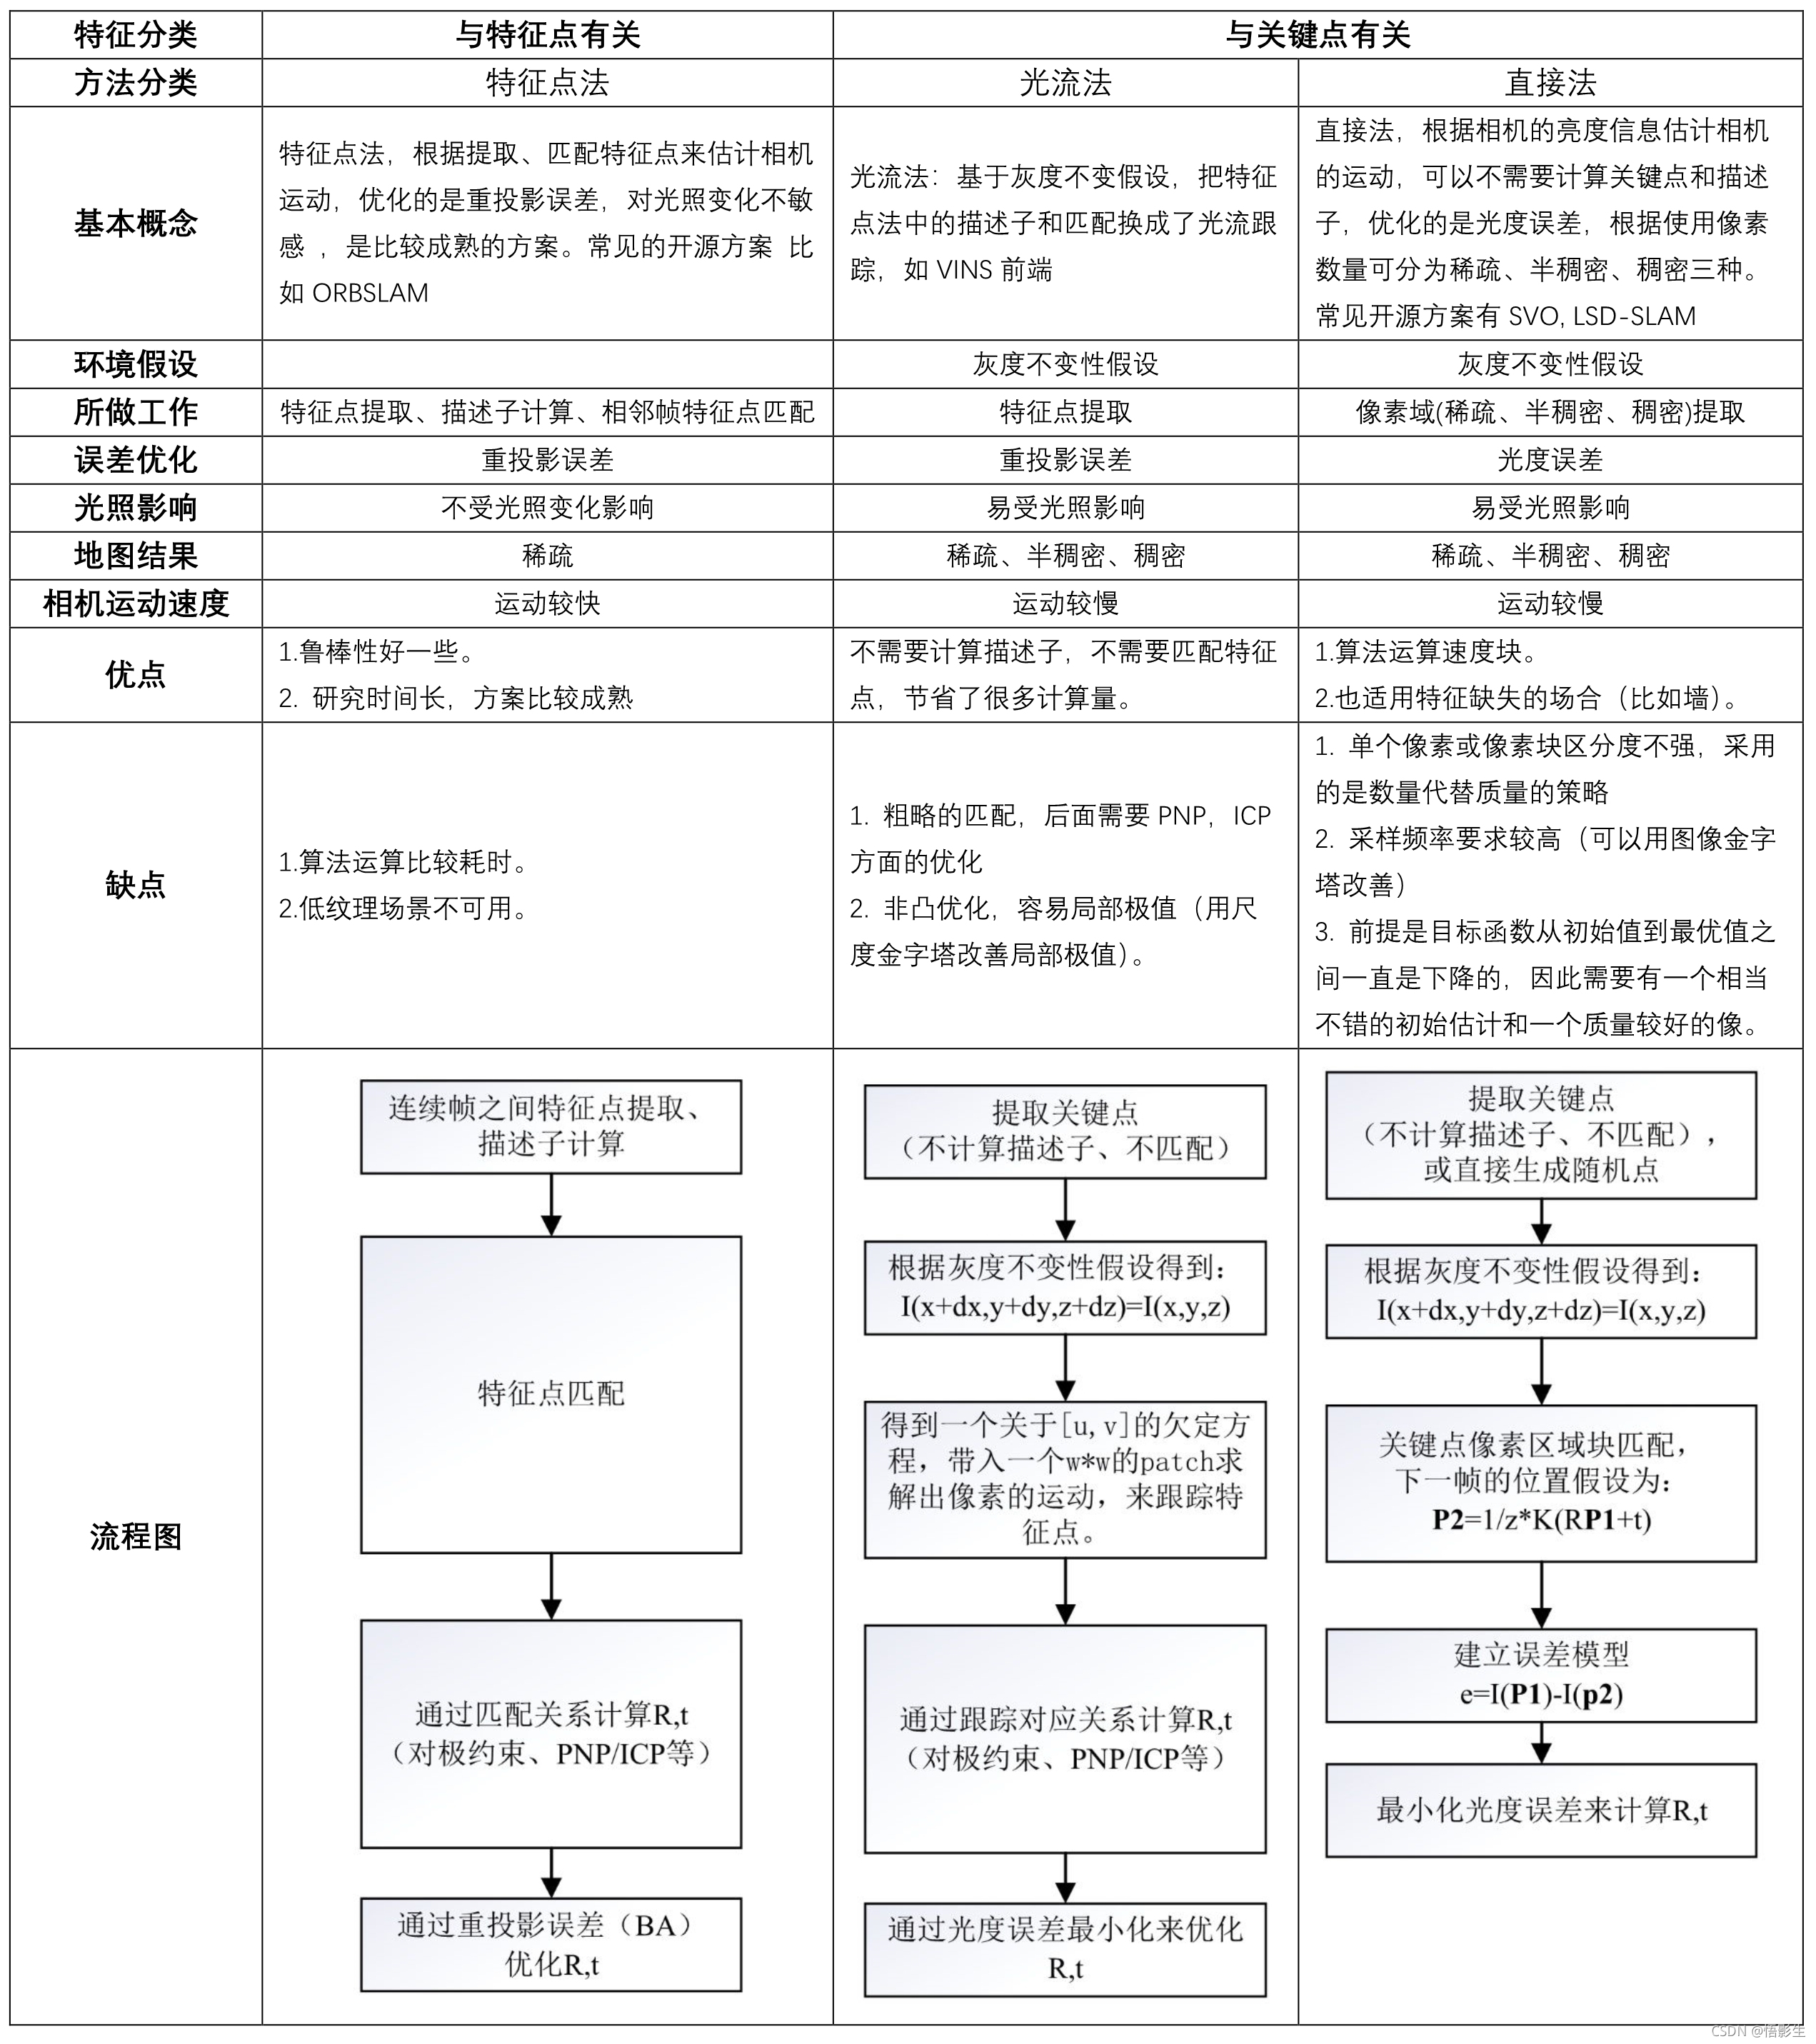 特征分类 与特征点有关 与关键点有关
方法分类 特征点法 光流法 直接法
基本概念
特征点法，根据提取、匹配特征点来估计相机
运动，优化的是重投影误差，对光照变化不敏
感 ，是比较成熟的方案。常见的开源方案 比
如 ORBSLAM
光流法：基于灰度不变假设，把特征
点法中的描述子和匹配换成了光流跟
踪，如 VINS 前端
直接法，根据相机的亮度信息估计相机
的运动，可以不需要计算关键点和描述
子，优化的是光度误差，根据使用像素
数量可分为稀疏、半稠密、稠密三种。
常见开源方案有 SVO, LSD-SLAM
环境假设 灰度不变性假设 灰度不变性假设
所做工作 特征点提取、描述子计算、相邻帧特征点匹配 特征点提取 像素域(稀疏、半稠密、稠密)提取
误差优化 重投影误差 重投影误差 光度误差
光照影响 不受光照变化影响 易受光照影响 易受光照影响
地图结果 稀疏 稀疏、半稠密、稠密 稀疏、半稠密、稠密
相机运动速度 运动较快 运动较慢 运动较慢
优点
1.鲁棒性好一些。
2. 研究时间长，方案比较成熟
不需要计算描述子，不需要匹配特征
点，节省了很多计算量。
1.算法运算速度块。
2.也适用特征缺失的场合（比如墙）。
缺点
1.算法运算比较耗时。
2.低纹理场景不可用。
1. 粗略的匹配，后面需要 PNP，ICP
方面的优化
2. 非凸优化，容易局部极值（用尺
度金字塔改善局部极值）。
1. 单个像素或像素块区分度不强，采用
的是数量代替质量的策略
2. 采样频率要求较高（可以用图像金字
塔改善）
3. 前提是目标函数从初始值到最优值之
间一直是下降的，因此需要有一个相当
不错的初始估计和一个质量较好的像。
流程图
连续帧之间特征点提取、
描述子计算
特征点匹配
通过匹配关系计算R,t
（对极约束、PNP/ICP等）
通过重投影误差（BA）
优化R,t
提取关键点
（不计算描述子、不匹配）
根据灰度不变性假设得到：
I(x+dx,y+dy,z+dz)=I(x,y,z)
得到一个关于[u,v]的欠定方
程，带入一个w*w的patch求
解出像素的运动，来跟踪特
征点。
通过跟踪对应关系计算R,t
（对极约束、PNP/ICP等）
通过光度误差最小化来优化
R,t
提取关键点
（不计算描述子、不匹配），
或直接生成随机点
根据灰度不变性假设得到：
I(x+dx,y+dy,z+dz)=I(x,y,z)
关键点像素区域块匹配，
下一帧的位置假设为：
P2=1/z*K(RP1+t)
建立误差模型
e=I(P1)-I(p2)
最小化光度误差来计算R,t
CSDN @悟影生